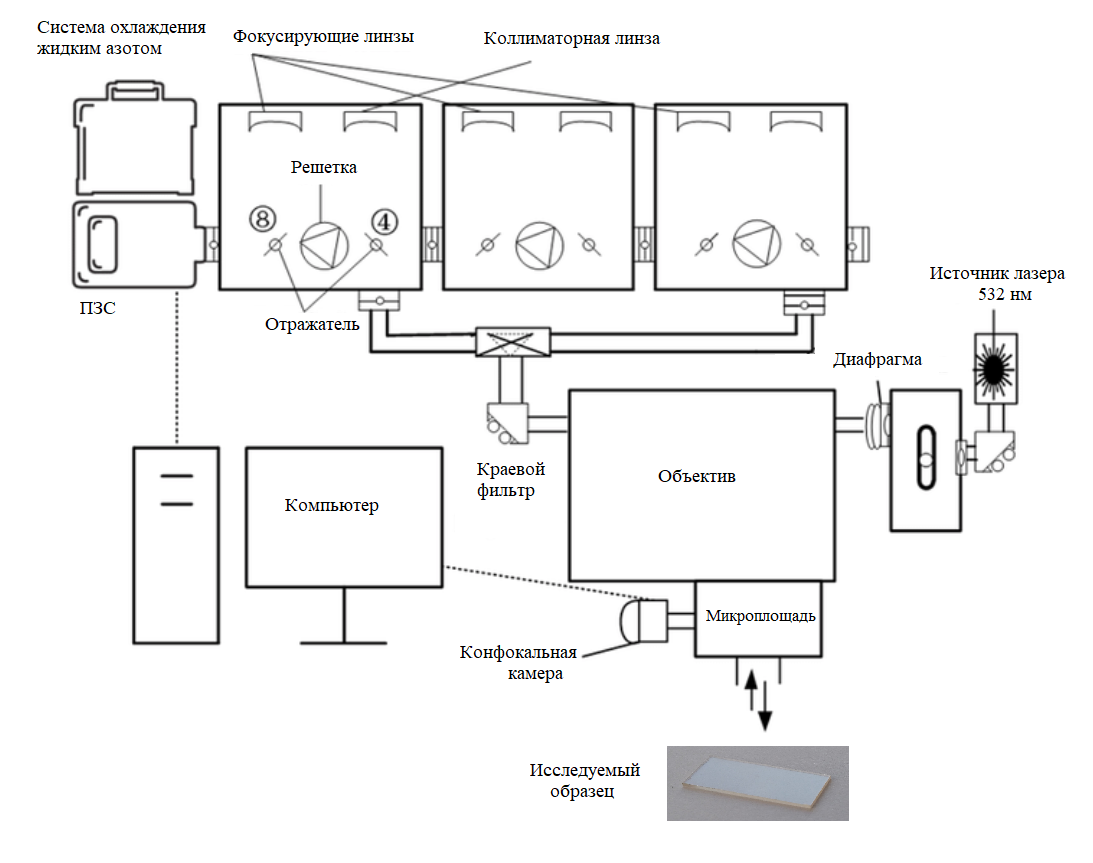 Система охлаждения
жидким азотом
Фокусирующие линзы
Коллиматорная линза
Решетка
⑧
④
ПЗС
Отражатель
Источник лазера
532 нм
Диафрагма
Краевой
фильтр
Объектив
Компьютер
Микроплощадь
Конфокальная
камера
Исследуемый
образец